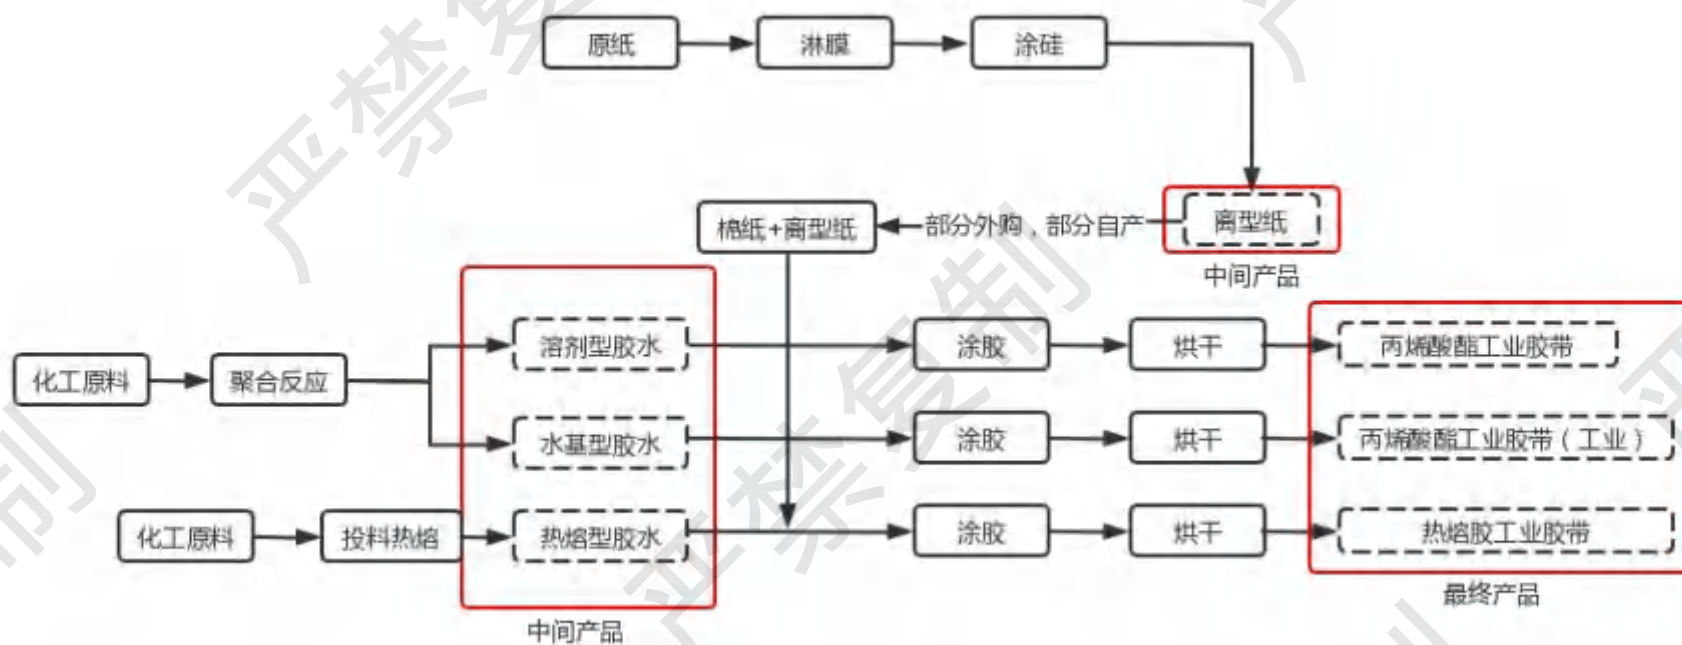 严禁复制
原纸
淋膜
涂硅
棉纸+离型纸
部分外购，部分自产
离型纸
中间产品
化工原料
聚合反应
溶剂型胶水
涂胶
烘干
丙烯酸酯工业胶带
水基型胶水
涂胶
烘干
丙烯酸酯工业胶带（工业）
化工原料
投料热熔
热熔型胶水
涂胶
烘干
热熔胶工业胶带
最终产品
中间产品
严禁复制
制